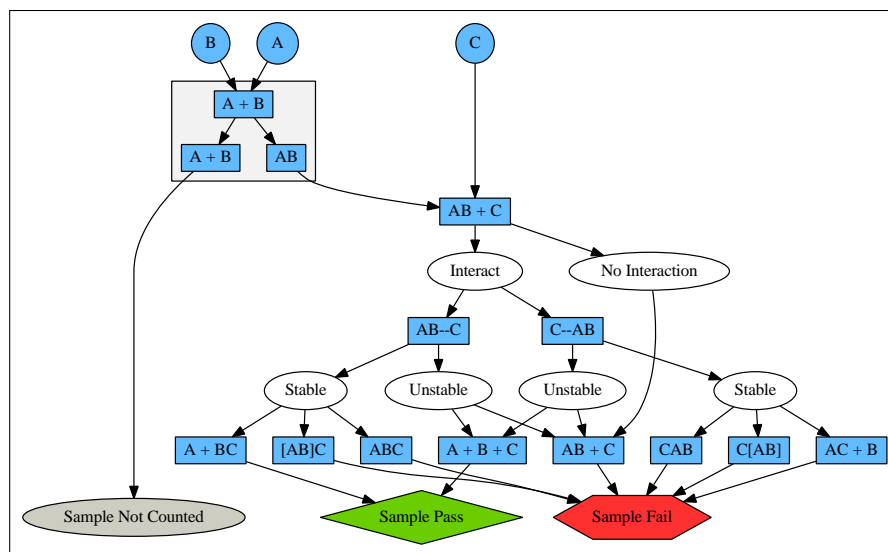 B
A
C
A + B
A + B
AB
AB + C
Interact
No Interaction
AB--C
C--AB
Stable
Unstable
Unstable
Stable
A + BC
[AB]C
ABC
A + B + C
AB + C
CAB
C[AB]
AC + B
Sample Not Counted
Sample Pass
Sample Fail